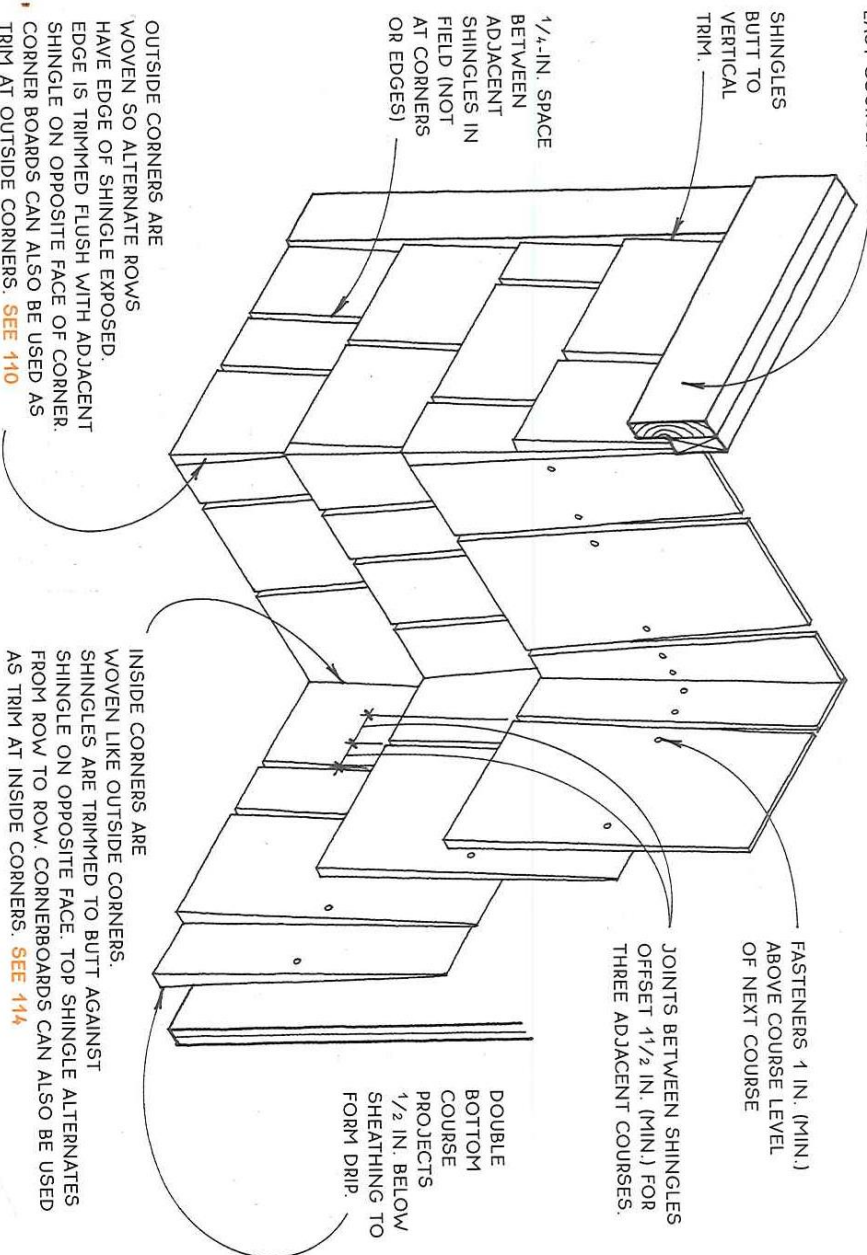 SHINGLES
BUTT TO
VERTICAL
TRIM.
1/4-IN. SPACE
BETWEEN
ADJACENT
SHINGLES IN
FIELD (NOT
AT CORNERS
OR EDGES)
OUTSIDE CORNERS ARE
WOVEN SO ALTERNATE ROWS
HAVE EDGE OF SHINGLE EXPOSED.
EDGE IS TRIMMED FLUSH WITH ADJACENT
SHINGLE ON OPPOSITE FACE OF CORNER.
CORNER BOARDS CAN ALSO BE USED AS
TRIM AT OUTSIDE CORNERS. SEE 110
FASTENERS 1 IN. (MIN.)
ABOVE COURSE LEVEL
OF NEXT COURSE
JOINTS BETWEEN SHINGLES
OFFSET 1 1/2 IN. (MIN.) FOR
THREE ADJACENT COURSES.
DOUBLE
BOTTOM
COURSE
PROJECTS
1/2 IN. BELOW
SHEATHING TO
FORM DRIP.
INSIDE CORNERS ARE
WOVEN LIKE OUTSIDE CORNERS.
SHINGLES ARE TRIMMED TO BUTT AGAINST
SHINGLE ON OPPOSITE FACE. TOP SHINGLE ALTERNATES
FROM ROW TO ROW. CORNERBOARDS CAN ALSO BE USED
AS TRIM AT INSIDE CORNERS. SEE 114